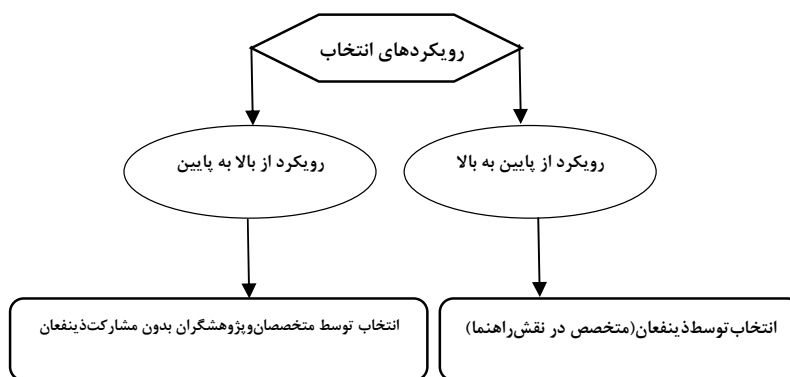 رویکردهای انتخاب
رویکرد از پایین به بالا
رویکرد از بالا به پایین
انتخاب توسط ذینفعان(متخصص در نقش راهنما)
انتخاب توسط متخصصان وپژوهشگران بدون مشارکت ذینفعان